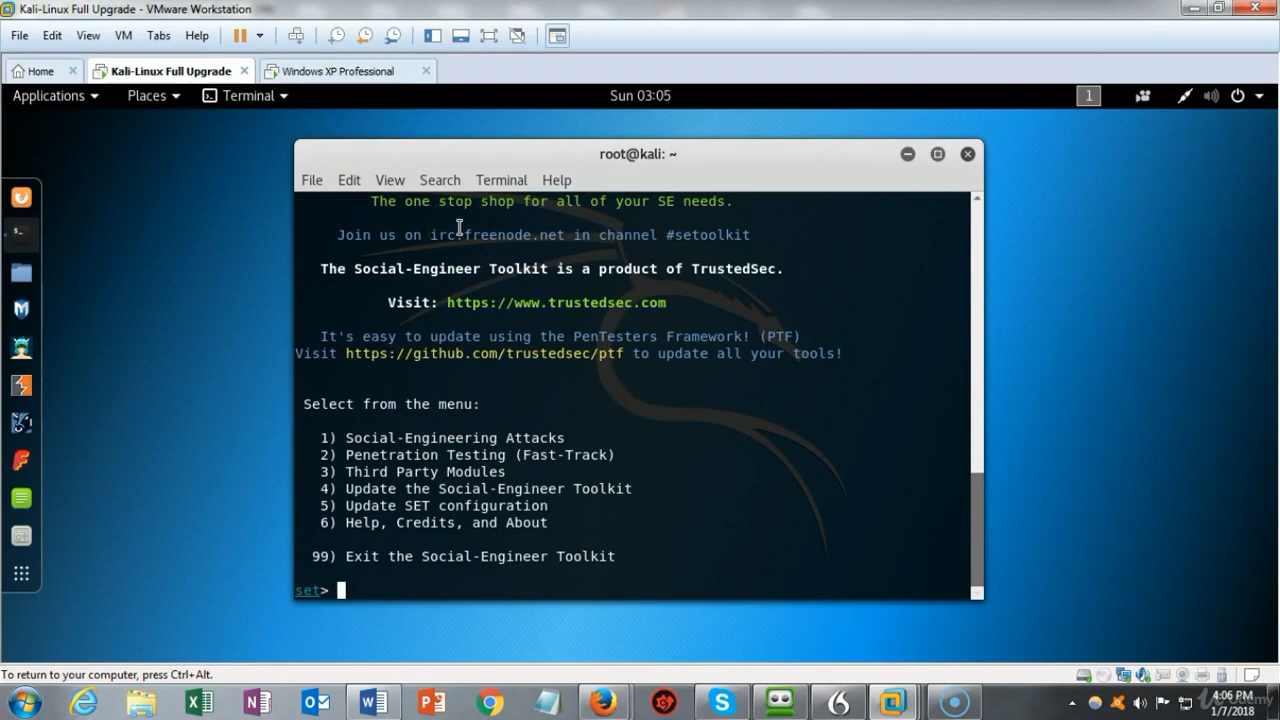 Kali-Linux Full Upgrade - VMware Workstation
File Edit View VM Tabs Help
Home Kali-Linux Full Upgrade Windows XP Professional
Applications Places Terminal Sun 03:05 1
root@kali: ~
File Edit View Search Terminal Help
The one stop shop for all of your SE needs.
Join us on irc.freenode.net in channel #setoolkit
The Social-Engineer Toolkit is a product of TrustedSec.
Visit: https://www.trustedsec.com
It's easy to update using the PenTesters Framework! (PTF)
Visit https://github.com/trustedsec/ptf to update all your tools!
Select from the menu:
1) Social-Engineering Attacks
2) Penetration Testing (Fast-Track)
3) Third Party Modules
4) Update the Social-Engineer Toolkit
5) Update SET configuration
6) Help, Credits, and About
99) Exit the Social-Engineer Toolkit
set>
To return to your computer, press Ctrl+Alt.
4:06 PM
1/7/2018
Udemy